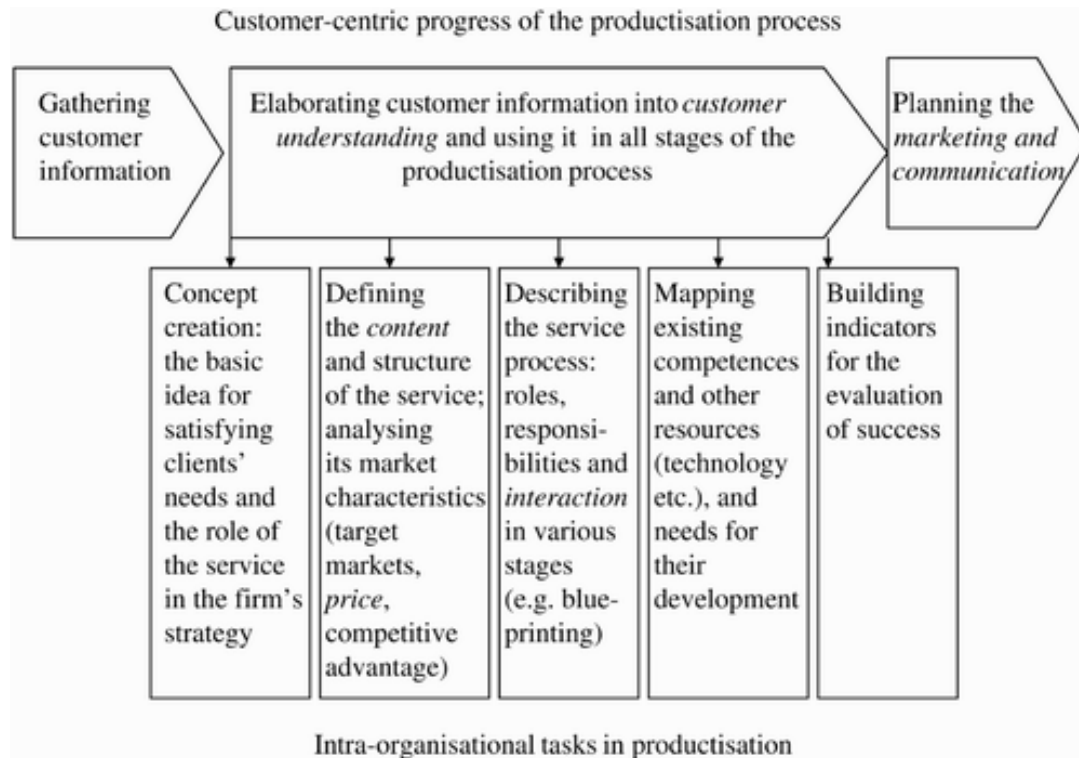 Customer-centric progress of the productisation process
Gathering
customer
information
Elaborating customer information into customer
understanding and using it in all stages of the
productisation process
Planning the
marketing and
communication
Concept
creation:
the basic
idea for
satisfying
clients'
needs and
the role of
the service
in the firm's
strategy
Defining
the content
and structure
of the service;
analysing
its market
characteristics
(target
markets,
price,
competitive
advantage)
Describing
the service
process:
roles,
responsi-
bilities and
interaction
in various
stages
(e.g. blue-
printing)
Mapping
existing
competences
and other
resources
(technology
etc.), and
needs for
their
development
Building
indicators
for the
evaluation
of success
Intra-organisational tasks in productisation